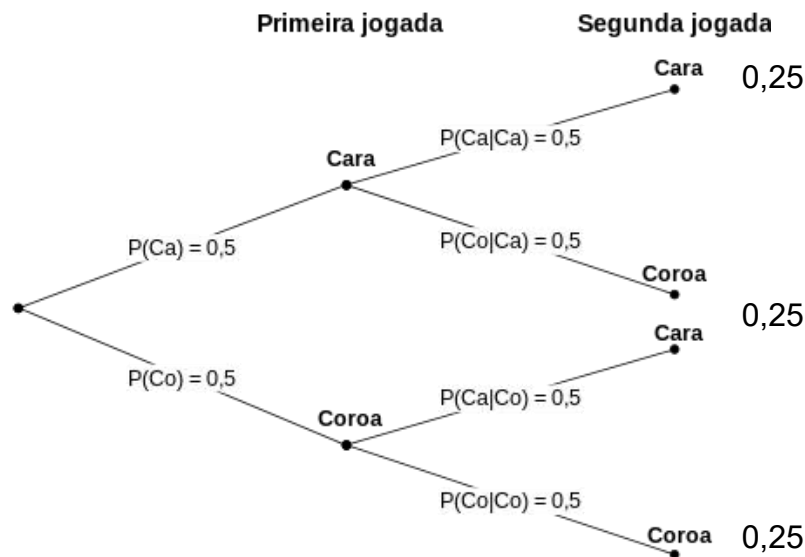 Primeira jogada
Segunda jogada
Cara
0,25
P(Ca|Ca) = 0,5
Cara
P(Co|Ca) = 0,5
P(Ca) = 0,5
Coroa
0,25
Cara
P(Co) = 0,5
P(Ca|Co) = 0,5
Coroa
P(Co|Co) = 0,5
Coroa
0,25